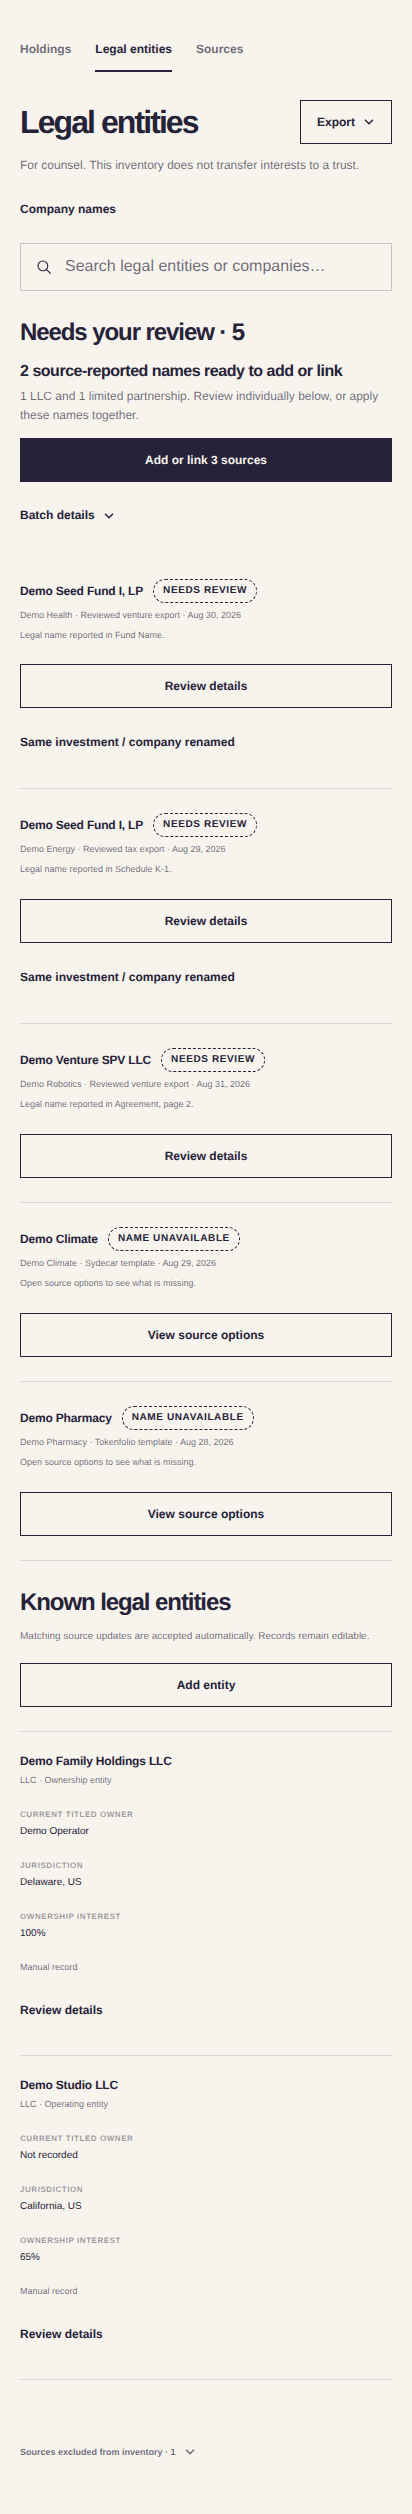 Holdings Legal entities Sources
Legal entities
Export
For counsel. This inventory does not transfer interests to a trust.
Company names
Search legal entities or companies…
Needs your review · 5
2 source-reported names ready to add or link
1 LLC and 1 limited partnership. Review individually below, or apply
these names together.
Add or link 3 sources
Batch details
Demo Seed Fund I, LP NEEDS REVIEW
Demo Health · Reviewed venture export · Aug 30, 2026
Legal name reported in Fund Name.
Review details
Same investment / company renamed
Demo Seed Fund I, LP NEEDS REVIEW
Demo Energy · Reviewed tax export · Aug 29, 2026
Legal name reported in Schedule K-1.
Review details
Same investment / company renamed
Demo Venture SPV LLC NEEDS REVIEW
Demo Robotics · Reviewed venture export · Aug 31, 2026
Legal name reported in Agreement, page 2.
Review details
Demo Climate NAME UNAVAILABLE
Demo Climate · Sydecar template · Aug 29, 2026
Open source options to see what is missing.
View source options
Demo Pharmacy NAME UNAVAILABLE
Demo Pharmacy · Tokenfolio template · Aug 28, 2026
Open source options to see what is missing.
View source options
Known legal entities
Matching source updates are accepted automatically. Records remain editable.
Add entity
Demo Family Holdings LLC
LLC · Ownership entity
CURRENT TITLED OWNER
Demo Operator
JURISDICTION
Delaware, US
OWNERSHIP INTEREST
100%
Manual record
Review details
Demo Studio LLC
LLC · Operating entity
CURRENT TITLED OWNER
Not recorded
JURISDICTION
California, US
OWNERSHIP INTEREST
65%
Manual record
Review details
Sources excluded from inventory · 1